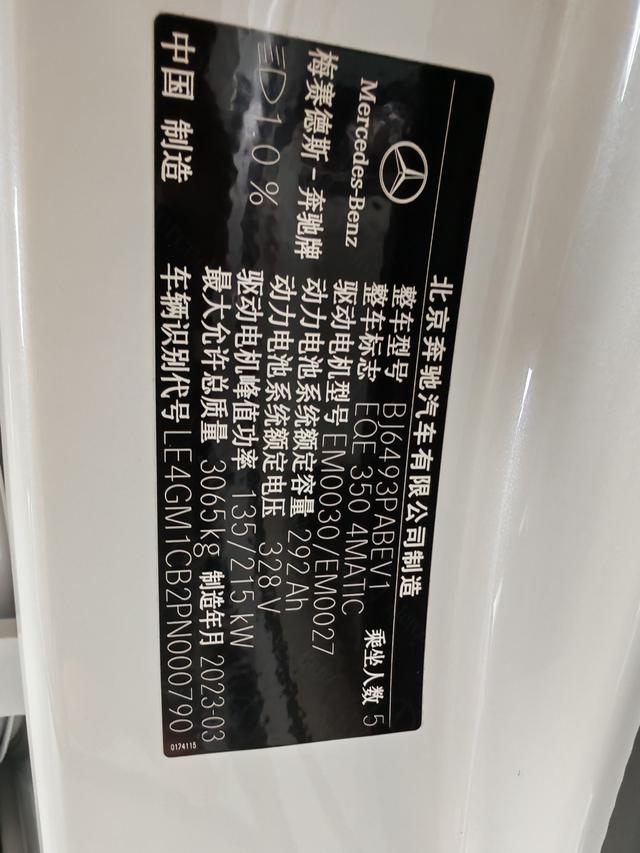 北京奔驰汽车有限公司制造
Mercedes-Benz
梅赛德斯-奔驰牌
10%
中国 制造
整车型号 BJ6493PABEV1
整车标志 EQE 350 4MATIC 乘坐人数 5
驱动电机型号 EM0030/EM0027
动力电池系统额定容量 292Ah
动力电池系统额定电压 328V
驱动电机峰值功率 135/215 kW
最大允许总质量 3065kg 制造年月 2023-03
车辆识别代号 LE4GM1CB2PN000790
0174115